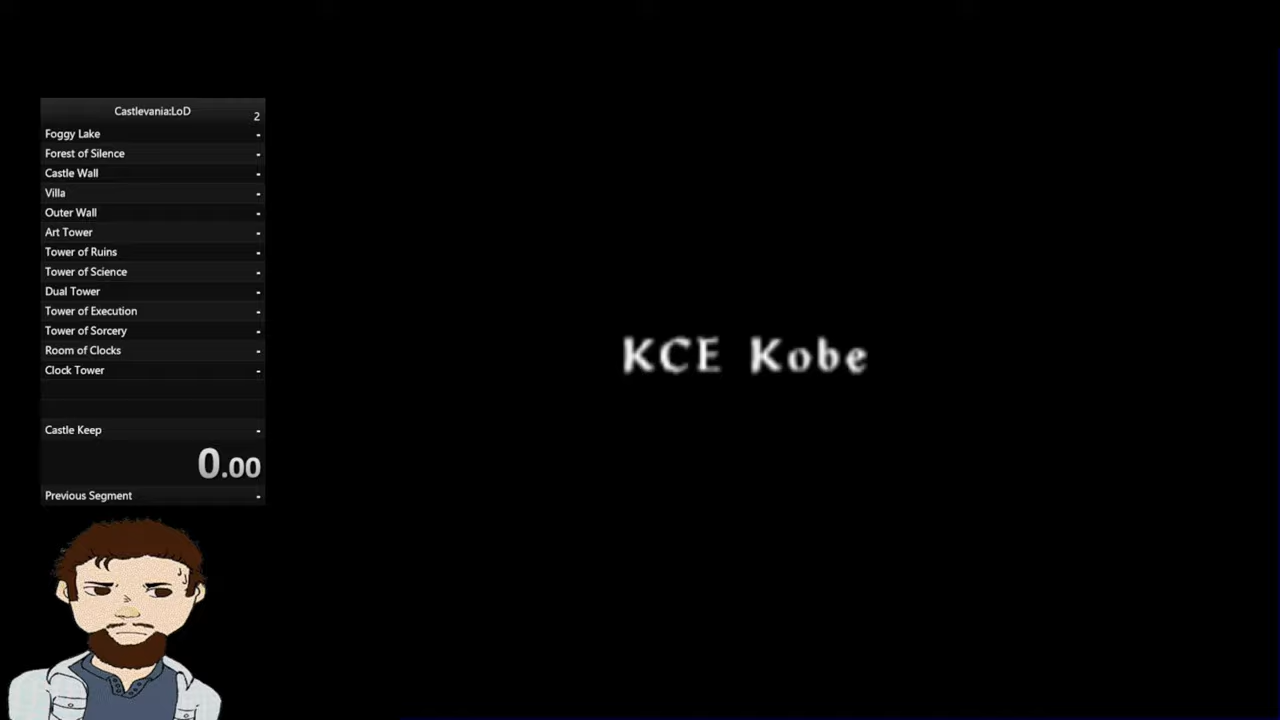 Castlevania:LoD
2
Foggy Lake -
Forest of Silence -
Castle Wall -
Villa -
Outer Wall -
Art Tower -
Tower of Ruins -
Tower of Science -
Dual Tower -
Tower of Execution -
Tower of Sorcery -
Room of Clocks -
Clock Tower -
Castle Keep -
0.00
Previous Segment -
KCE Kobe